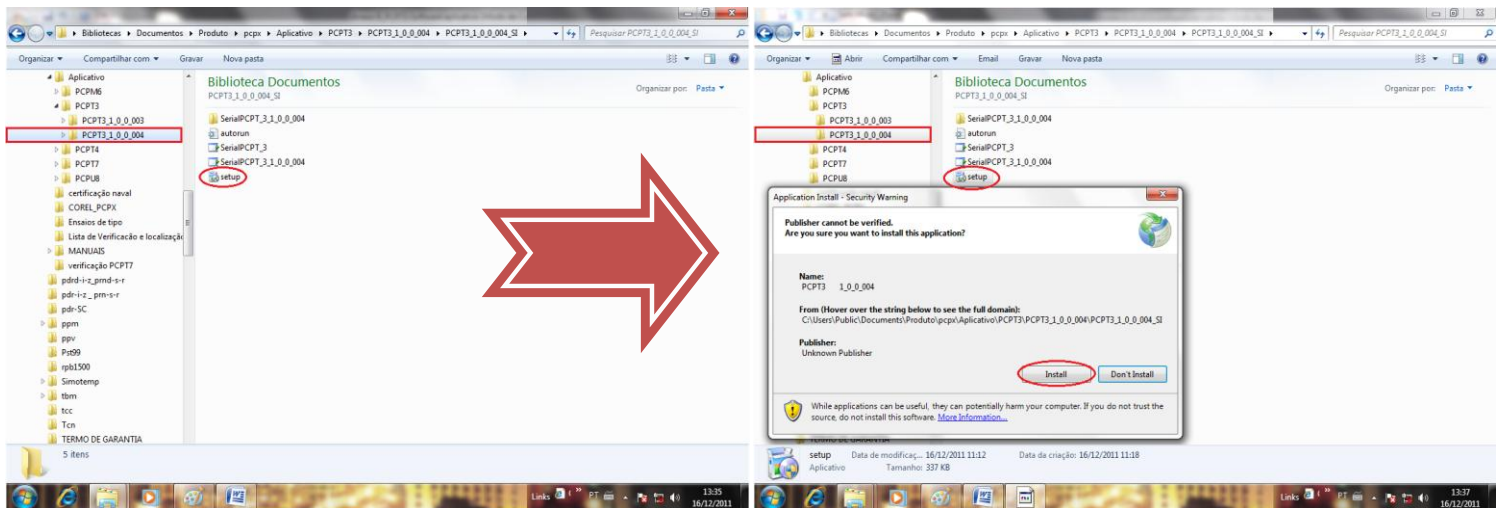 Bibliotecas ▸ Documentos ▸ Produto ▸ pcpx ▸ Aplicativo ▸ PCPT3 ▸ PCPT3_1_0_0_004 ▸ PCPT3_1_0_0_004_SI ▸
Pesquisar PCPT3_1_0_0_004_SI
Organizar
Compartilhar com
Gravar
Nova pasta
Aplicativo
PCPM6
PCPT3
PCPT3_1_0_0_003
PCPT3_1_0_0_004
PCPT4
PCPT7
PCPU8
certificação naval
COREL_PCPX
Ensaios de tipo
Lista de Verificacão e localizaçã
MANUAIS
verificação PCPT7
pdrd-i-z_prnd-s-r
pdr-i-z _ prn-s-r
pdr-SC
ppm
ppv
Pst99
rpb1500
Simotemp
tbm
tcc
Tcn
TERMO DE GARANTIA
Biblioteca Documentos
PCPT3_1_0_0_004_SI
Organizar por: Pasta
SerialPCPT_3_1_0_0_004
autorun
SerialPCPT_3
SerialPCPT_3_1_0_0_004
setup
5 itens
Links
PT
13:35
16/12/2011
Bibliotecas ▸ Documentos ▸ Produto ▸ pcpx ▸ Aplicativo ▸ PCPT3 ▸ PCPT3_1_0_0_004 ▸ PCPT3_1_0_0_004_SI ▸
Pesquisar PCPT3_1_0_0_004_SI
Organizar
Abrir
Compartilhar com
Email
Gravar
Nova pasta
Aplicativo
PCPM6
PCPT3
PCPT3_1_0_0_003
PCPT3_1_0_0_004
PCPT4
PCPT7
PCPU8
Biblioteca Documentos
PCPT3_1_0_0_004_SI
Organizar por: Pasta
SerialPCPT_3_1_0_0_004
autorun
SerialPCPT_3
SerialPCPT_3_1_0_0_004
setup
Application Install - Security Warning
Publisher cannot be verified.
Are you sure you want to install this application?
Name:
PCPT3 1_0_0_004
From (Hover over the string below to see the full domain):
C:\Users\Public\Documents\Produto\pcpx\Aplicativo\PCPT3\PCPT3_1_0_0_004\PCPT3_1_0_0_004_SI
Publisher:
Unknown Publisher
Install
Don't Install
While applications can be useful, they can potentially harm your computer. If you do not trust the
source, do not install this software. More Information...
TERMO DE GARANTIA
setup Data de modificaç... 16/12/2011 11:12 Data da criação: 16/12/2011 11:18
Aplicativo Tamanho: 337 KB
Links
PT
13:37
16/12/2011